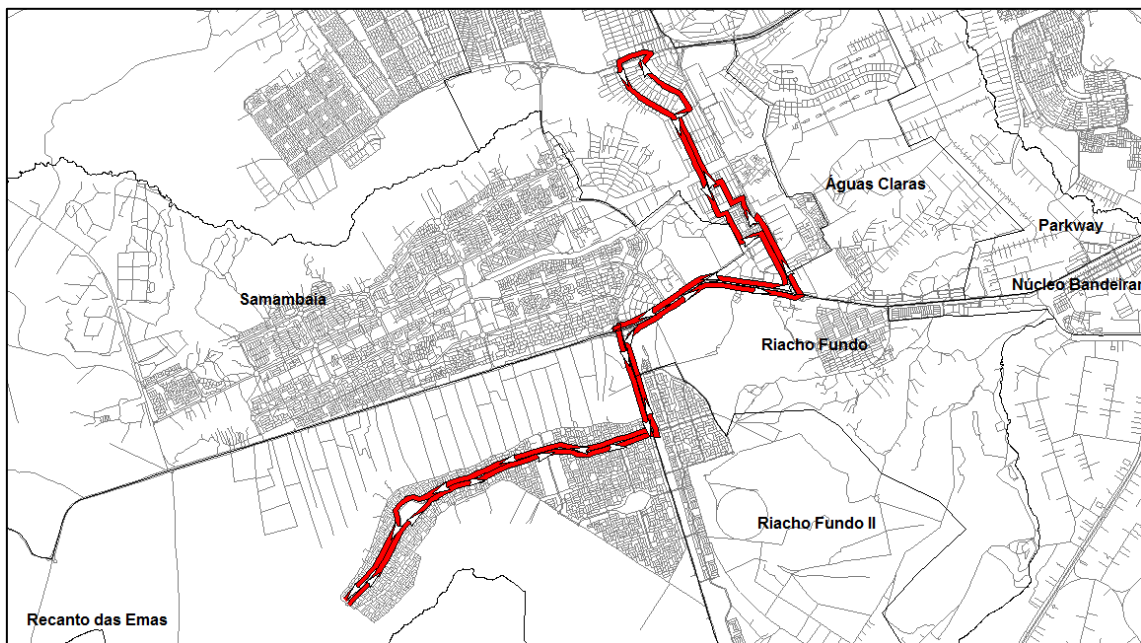 Águas Claras
Parkway
Núcleo Bandeiran
Samambaia
Riacho Fundo
Riacho Fundo II
Recanto das Emas